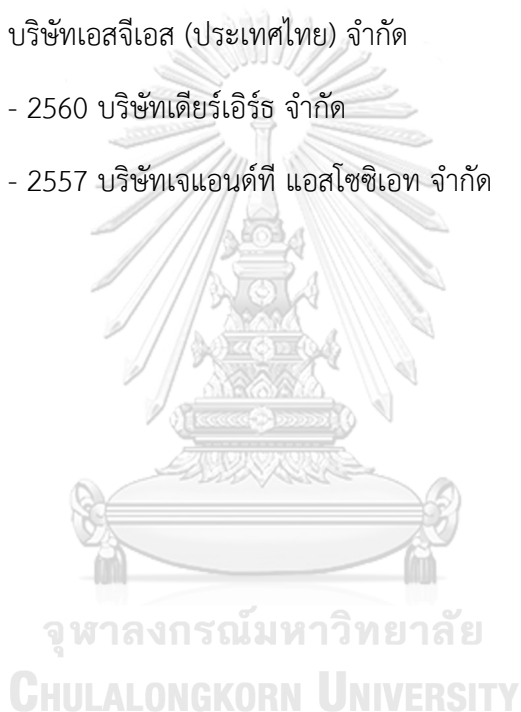 บริษัทเอสจีเอส (ประเทศไทย) จำกัด
- 2560 บริษัทเดียร์เอิร์ธ จำกัด
- 2557 บริษัทเจแอนด์ที แอสโซซิเอท จำกัด
จุฬาลงกรณ์มหาวิทยาลัย
CHULALONGKORN UNIVERSITY